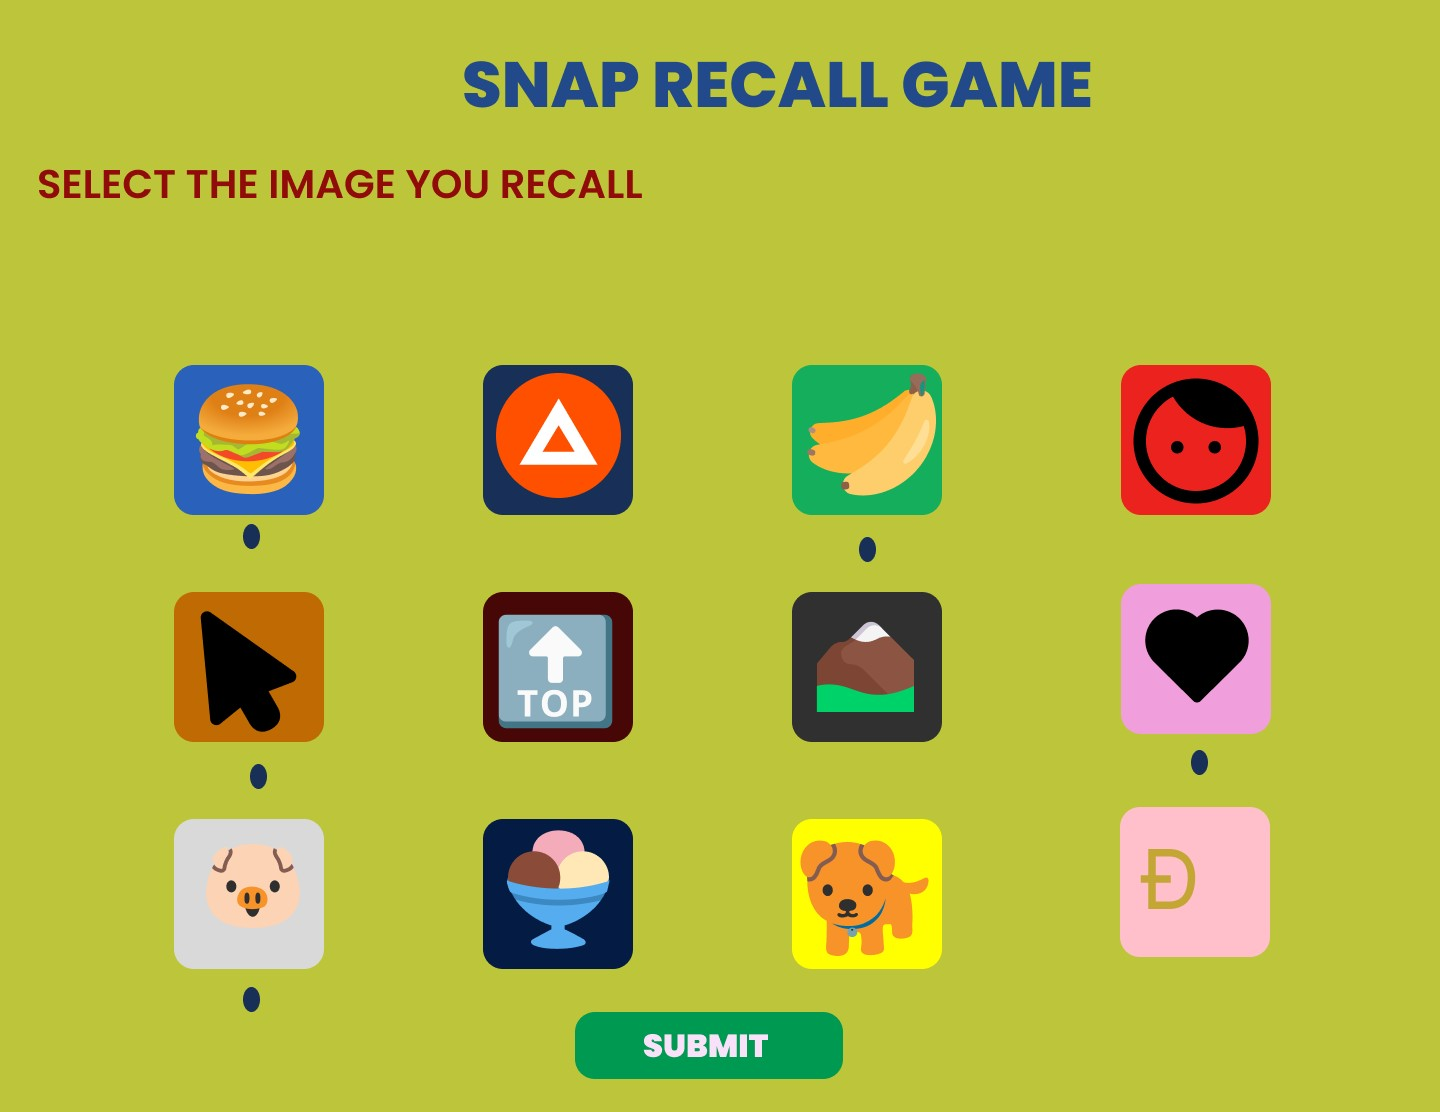 SNAP RECALL GAME
SELECT THE IMAGE YOU RECALL
TOP
Đ
SUBMIT